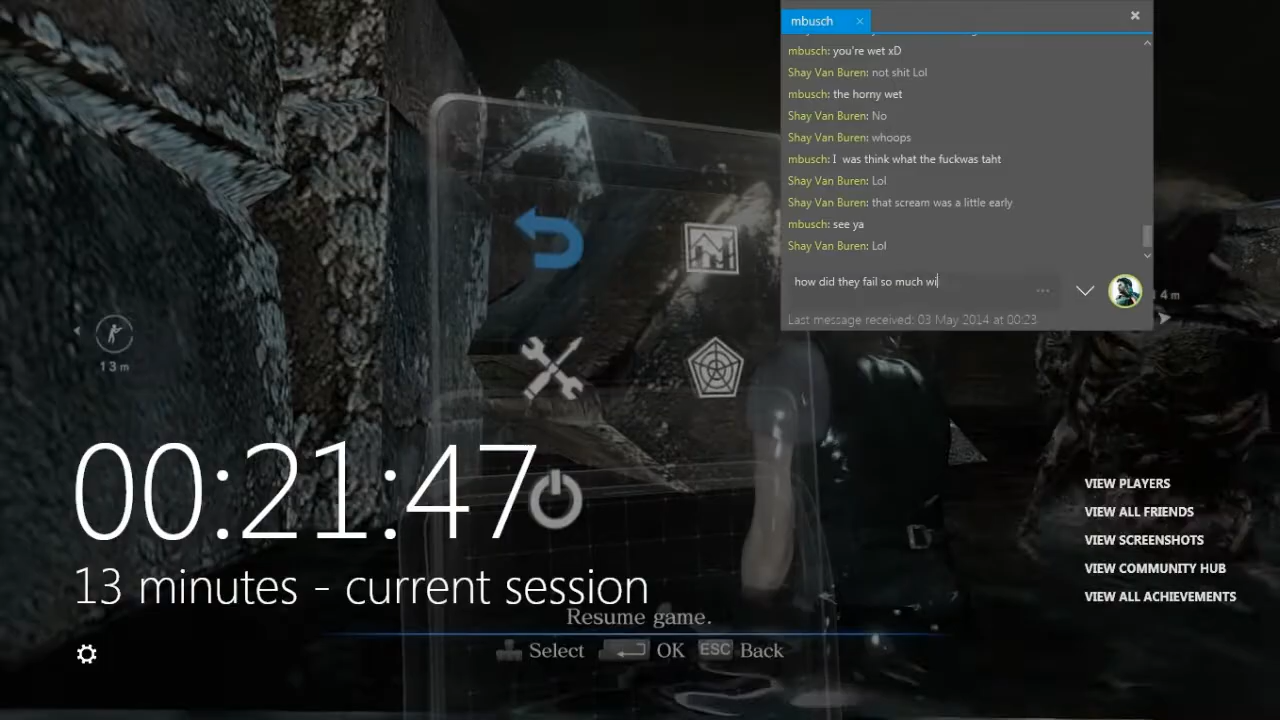 mbusch
mbusch: you're wet xD
Shay Van Buren: not shit Lol
mbusch: the horny wet
Shay Van Buren: No
Shay Van Buren: whoops
mbusch: I was think what the fuckwas taht
Shay Van Buren: Lol
Shay Van Buren: that scream was a little early
mbusch: see ya
Shay Van Buren: Lol
how did they fail so much wi
Last message received: 03 May 2014 at 00:23
4 m
13 m
00:21:47
13 minutes - current session
VIEW PLAYERS
VIEW ALL FRIENDS
VIEW SCREENSHOTS
VIEW COMMUNITY HUB
VIEW ALL ACHIEVEMENTS
Resume game.
Select OK ESC Back